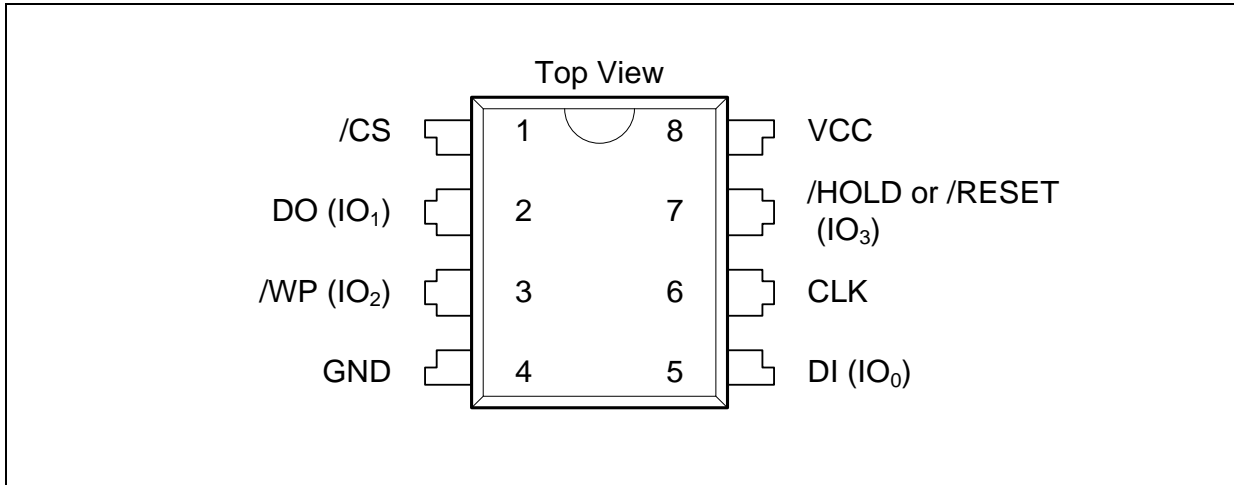 Top View
/CS 1 8 VCC
DO (IO₁) 2 7 /HOLD or /RESET
(IO₃)
/WP (IO₂) 3 6 CLK
GND 4 5 DI (IO₀)